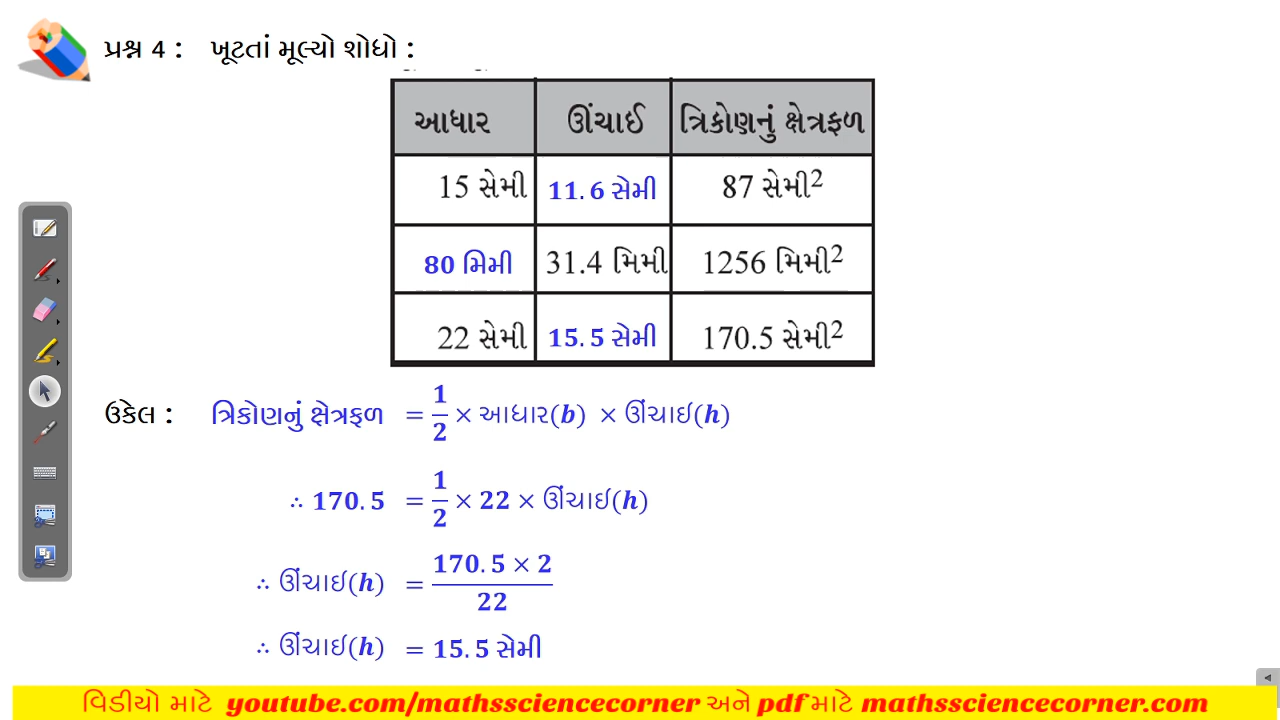 પ્રશ્ન 4 : ખૂટતાં મૂલ્યો શોધો :
આધાર ઊંચાઈ ત્રિકોણનું ક્ષેત્રફળ
15 સેમી 11.6 સેમી 87 સેમી²
80 મિમી 31.4 મિમી 1256 મિમી²
22 સેમી 15.5 સેમી 170.5 સેમી²
ઉકેલ : ત્રિકોણનું ક્ષેત્રફળ = 1/2 × આધાર(b) × ઊંચાઈ(h)
∴ 170.5 = 1/2 × 22 × ઊંચાઈ(h)
∴ ઊંચાઈ(h) = 170.5 × 2 / 22
∴ ઊંચાઈ(h) = 15.5 સેમી
વિડીયો માટે youtube.com/mathssciencecorner અને pdf માટે mathssciencecorner.com